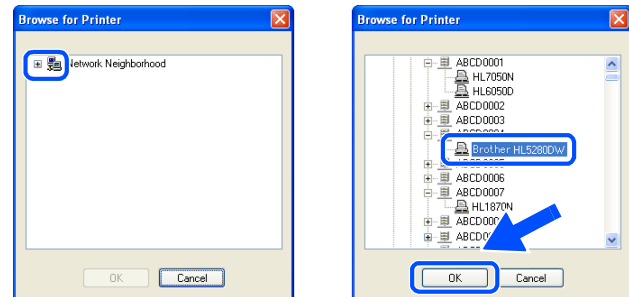 Browse for Printer
Network Neighborhood
OK
Cancel
Browse for Printer
ABCD0001
HL7050N
HL6050D
ABCD0002
ABCD0003
Brother HL5280DW
ABCD0006
ABCD0007
HL1870N
OK
Cancel